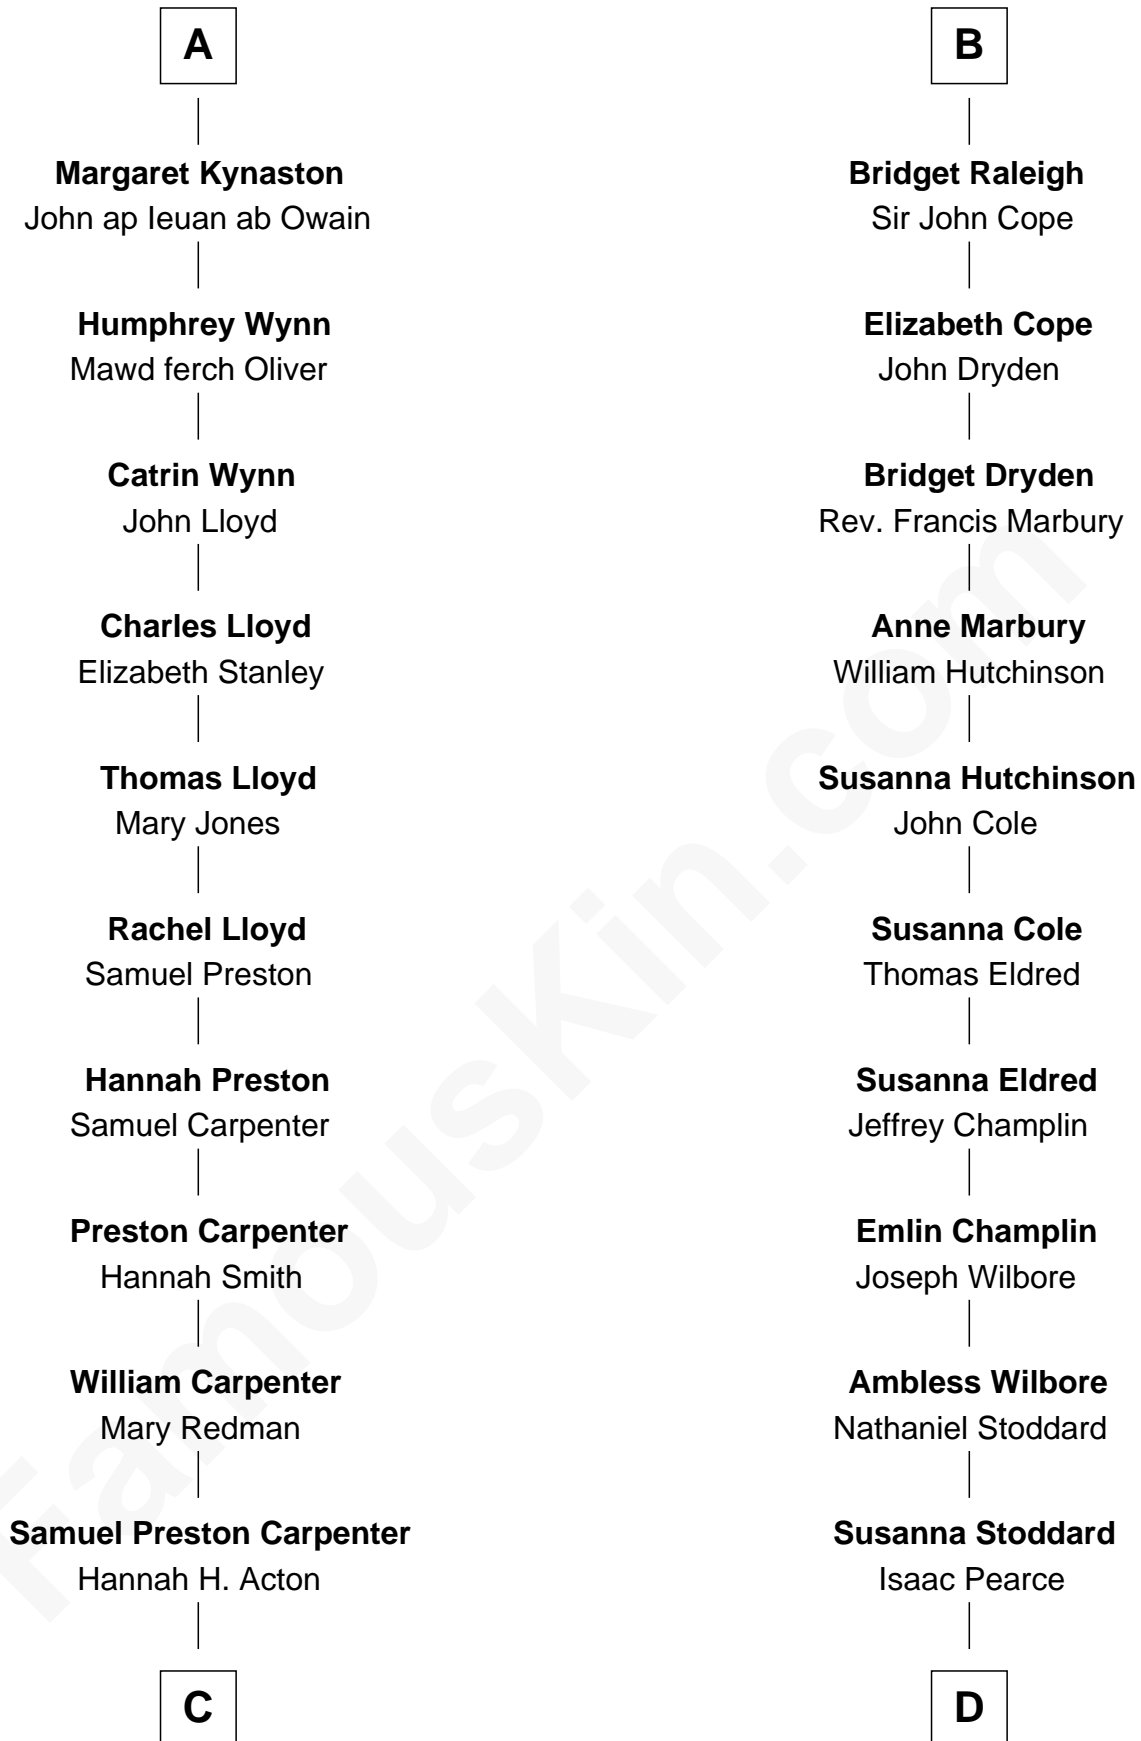 A
Margaret Kynaston
John ap Ieuan ab Owain
Humphrey Wynn
Mawd ferch Oliver
Catrin Wynn
John Lloyd
Charles Lloyd
Elizabeth Stanley
Thomas Lloyd
Mary Jones
Rachel Lloyd
Samuel Preston
Hannah Preston
Samuel Carpenter
Preston Carpenter
Hannah Smith
William Carpenter
Mary Redman
Samuel Preston Carpenter
Hannah H. Acton
C
B
Bridget Raleigh
Sir John Cope
Elizabeth Cope
John Dryden
Bridget Dryden
Rev. Francis Marbury
Anne Marbury
William Hutchinson
Susanna Hutchinson
John Cole
Susanna Cole
Thomas Eldred
Susanna Eldred
Jeffrey Champlin
Emlin Champlin
Joseph Wilbore
Ambless Wilbore
Nathaniel Stoddard
Susanna Stoddard
Isaac Pearce
D
FamousKin.com